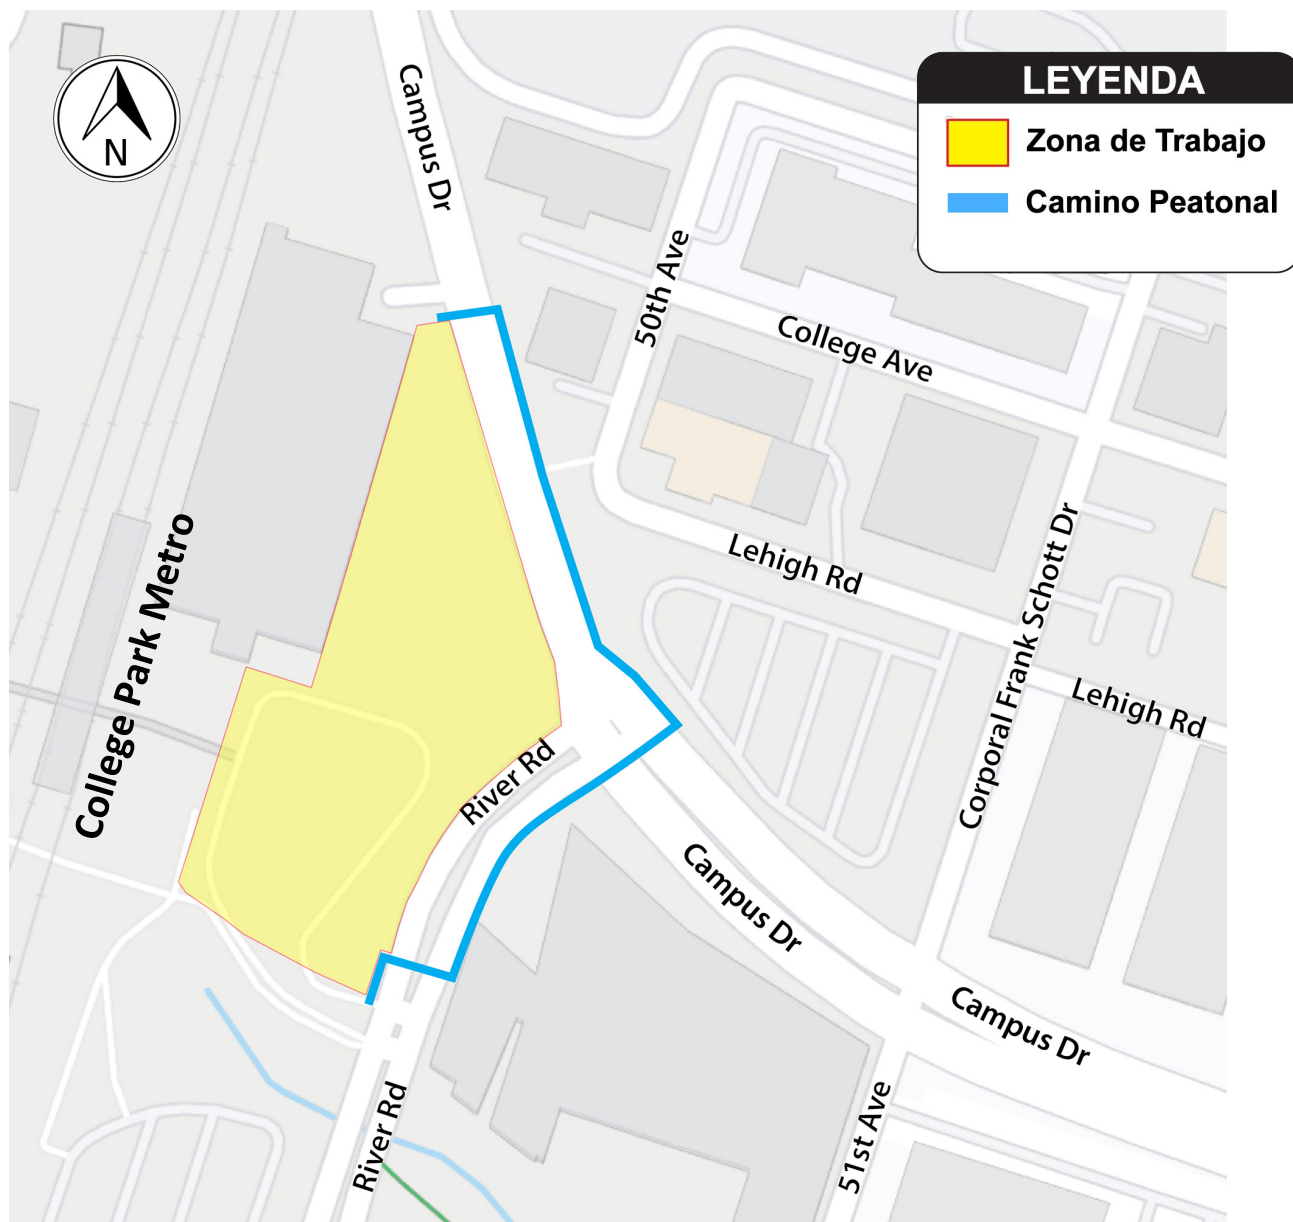 LEYENDA
Zona de Trabajo
Camino Peatonal
N
Campus Dr
50th Ave
College Ave
Lehigh Rd
Corporal Frank Schott Dr
Lehigh Rd
College Park Metro
River Rd
Campus Dr
Campus Dr
River Rd
51st Ave